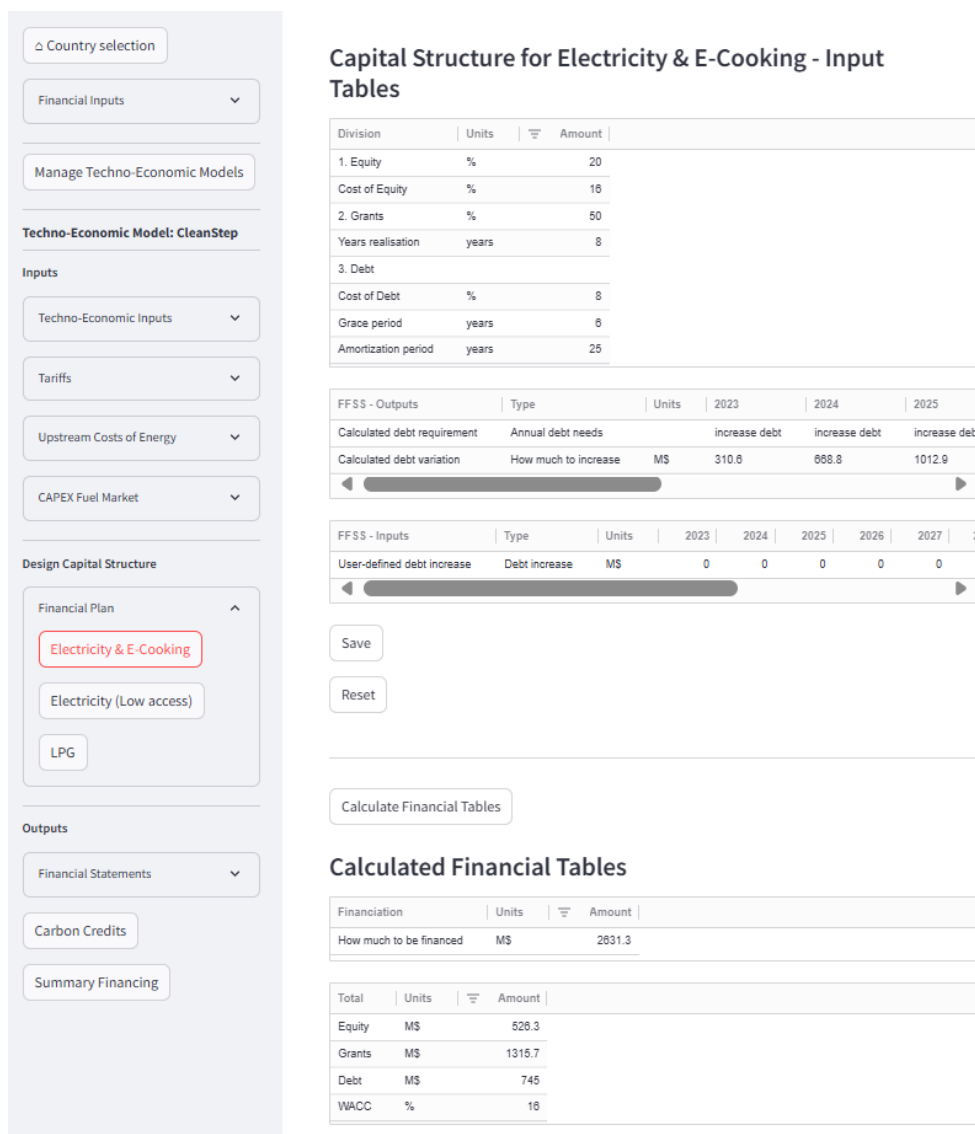 ⌂ Country selection
Financial Inputs
Manage Techno-Economic Models
Techno-Economic Model: CleanStep
Inputs
Techno-Economic Inputs
Tariffs
Upstream Costs of Energy
CAPEX Fuel Market
Design Capital Structure
Financial Plan
Electricity & E-Cooking
Electricity (Low access)
LPG
Outputs
Financial Statements
Carbon Credits
Summary Financing
Capital Structure for Electricity & E-Cooking - Input
Tables
Division Units Amount
1. Equity % 20
Cost of Equity % 16
2. Grants % 50
Years realisation years 8
3. Debt
Cost of Debt % 8
Grace period years 6
Amortization period years 25
FFSS - Outputs Type Units 2023 2024 2025
Calculated debt requirement Annual debt needs increase debt increase debt increase deb
Calculated debt variation How much to increase M$ 310.6 668.8 1012.9
FFSS - Inputs Type Units 2023 2024 2025 2026 2027
User-defined debt increase Debt increase M$ 0 0 0 0 0
Save
Reset
Calculate Financial Tables
Calculated Financial Tables
Financiation Units Amount
How much to be financed M$ 2631.3
Total Units Amount
Equity M$ 526.3
Grants M$ 1315.7
Debt M$ 745
WACC % 16